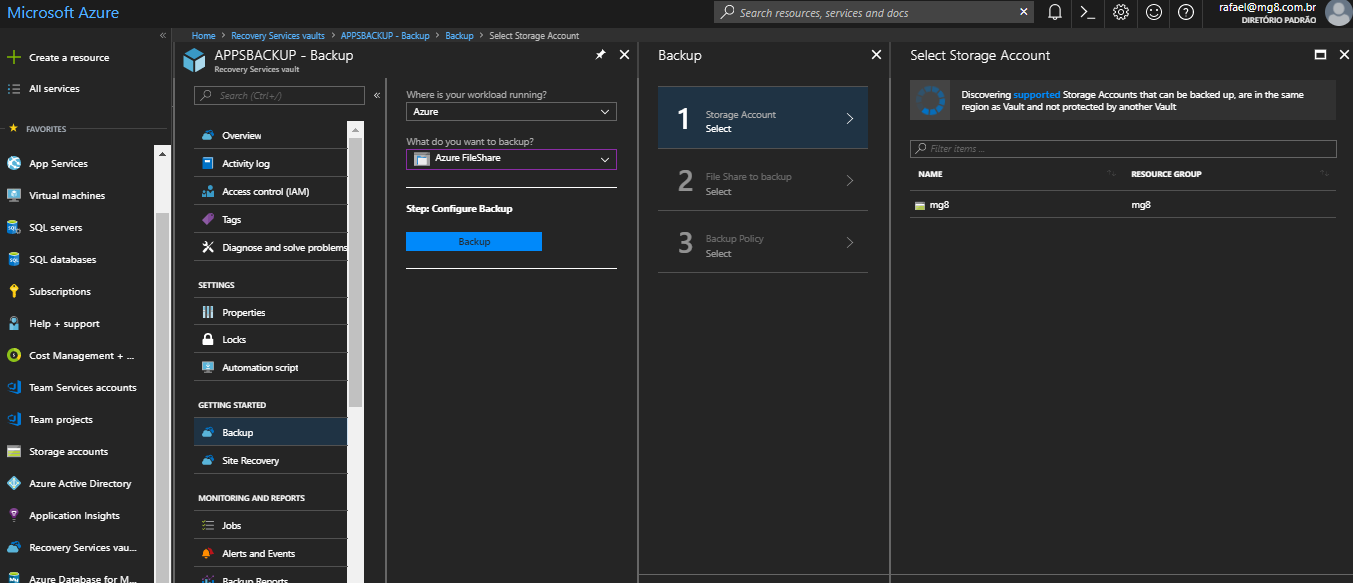 Microsoft Azure
Search resources, services and docs
rafael@mg8.com.br
DIRETÓRIO PADRÃO
Create a resource
All services
FAVORITES
App Services
Virtual machines
SQL servers
SQL databases
Subscriptions
Help + support
Cost Management + ...
Team Services accounts
Team projects
Storage accounts
Azure Active Directory
Application Insights
Recovery Services vau...
Azure Database for M...
Home > Recovery Services vaults > APPSBACKUP - Backup > Backup > Select Storage Account
APPSBACKUP - Backup
Recovery Services vault
Search (Ctrl+/)
Overview
Activity log
Access control (IAM)
Tags
Diagnose and solve problems
SETTINGS
Properties
Locks
Automation script
GETTING STARTED
Backup
Site Recovery
MONITORING AND REPORTS
Jobs
Alerts and Events
Backup Reports
Where is your workload running?
Azure
What do you want to backup?
Azure FileShare
Step: Configure Backup
Backup
Backup
1
Storage Account
Select
2
File Share to backup
Select
3
Backup Policy
Select
Select Storage Account
Discovering supported Storage Accounts that can be backed up, are in the same
region as Vault and not protected by another Vault
Filter items ...
NAME RESOURCE GROUP
mg8 mg8